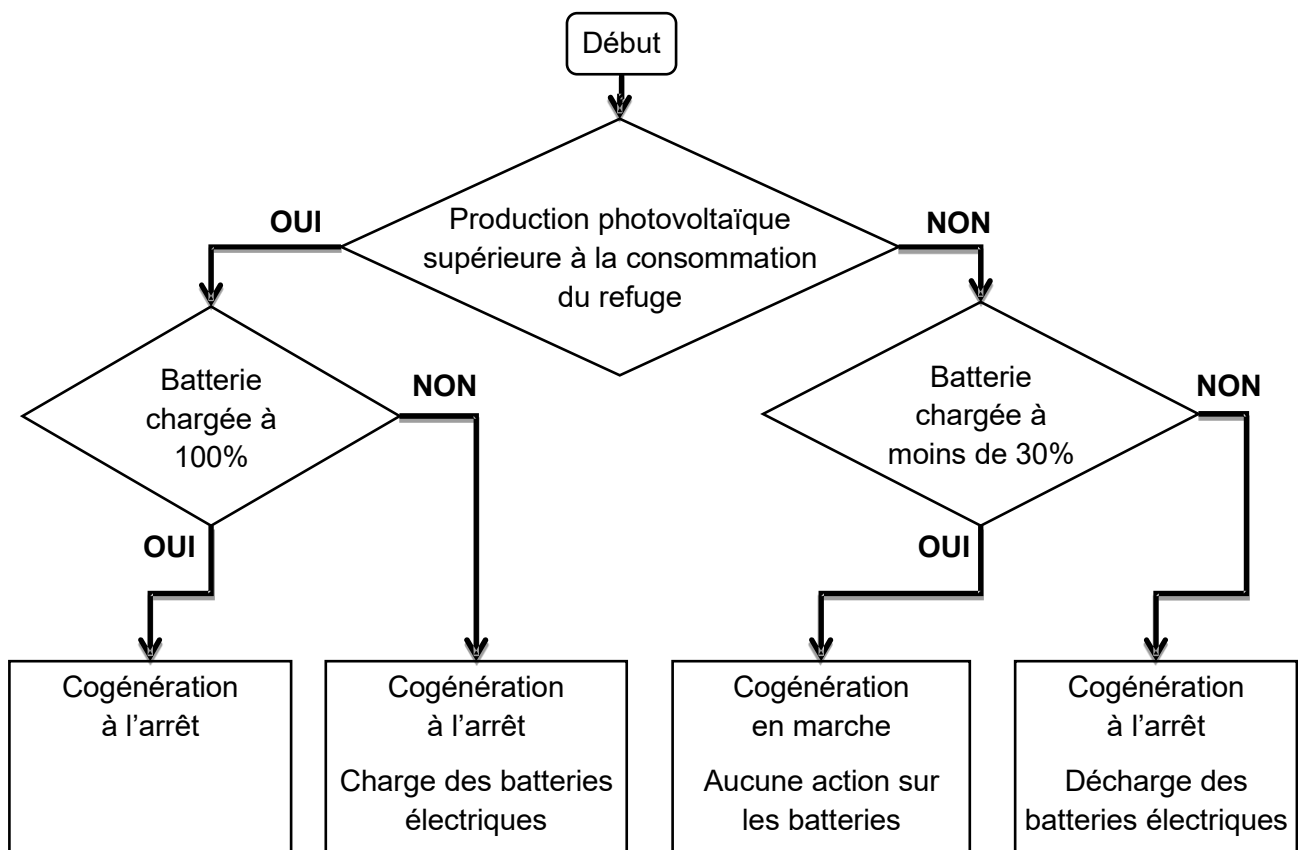 Début
OUI
Production photovoltaïque
supérieure à la consommation
du refuge
NON
Batterie
chargée à
100%
NON
OUI
Batterie
chargée à
moins de 30%
NON
OUI
Cogénération
à l’arrêt
Cogénération
à l’arrêt
Charge des batteries
électriques
Cogénération
en marche
Aucune action sur
les batteries
Cogénération
à l’arrêt
Décharge des
batteries électriques